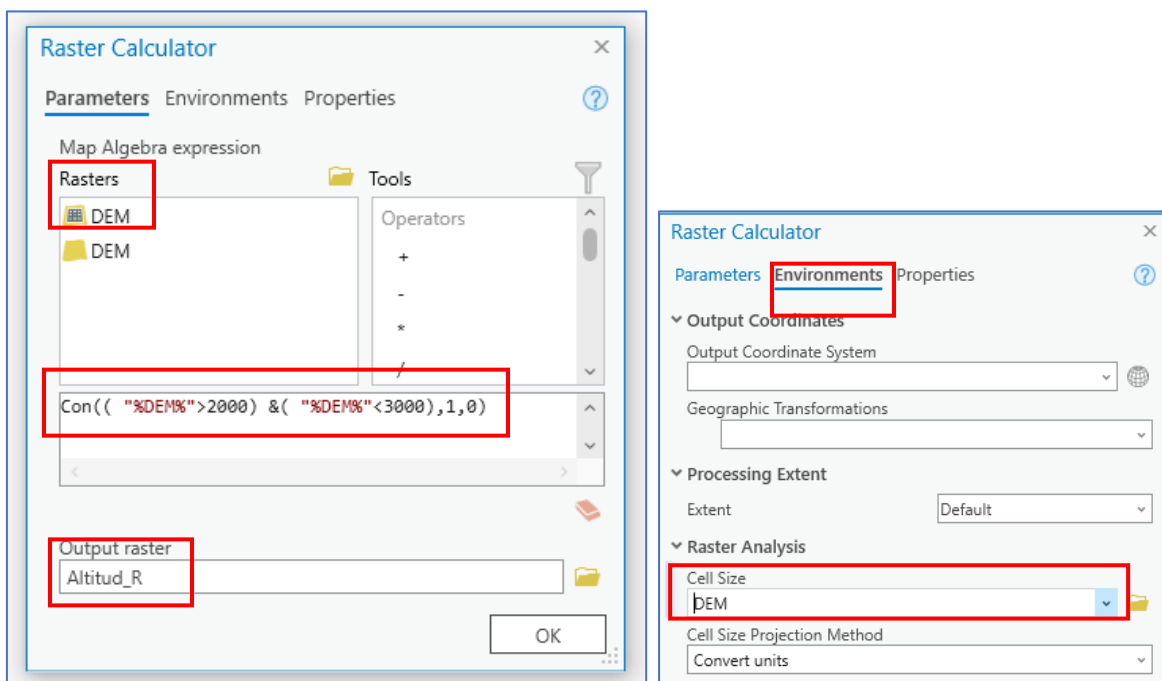 Raster Calculator
Parameters Environments Properties
Map Algebra expression
Rasters
Tools
DEM
DEM
Operators
+
-
*
/
Con(( "%DEM%">2000) &( "%DEM%"<3000),1,0)
Output raster
Altitud_R
OK
Raster Calculator
Parameters Environments Properties
Output Coordinates
Output Coordinate System
Geographic Transformations
Processing Extent
Extent Default
Raster Analysis
Cell Size
DEM
Cell Size Projection Method
Convert units